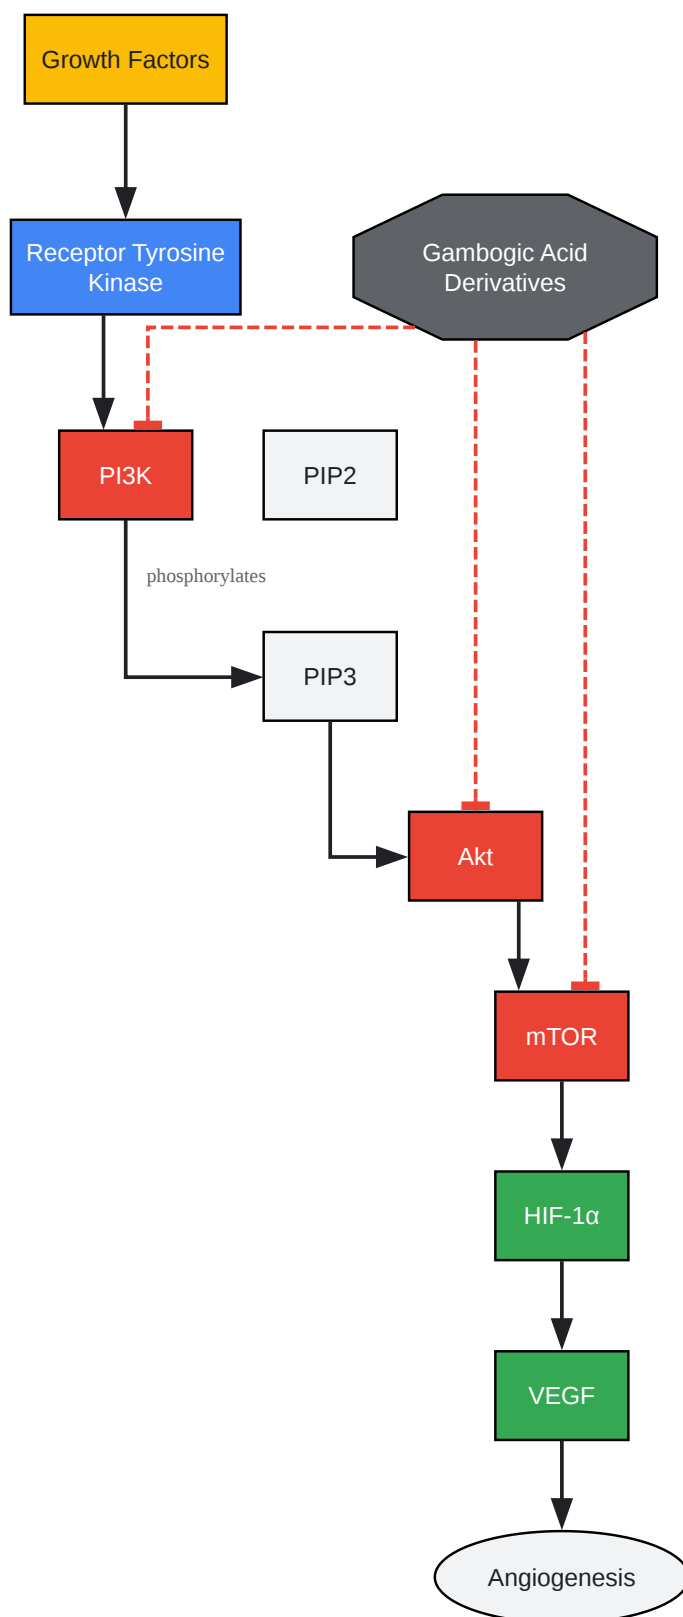 Growth Factors
Receptor Tyrosine
Kinase
Gambogic Acid
Derivatives
PI3K
PIP2
phosphorylates
PIP3
Akt
mTOR
HIF-1α
VEGF
Angiogenesis